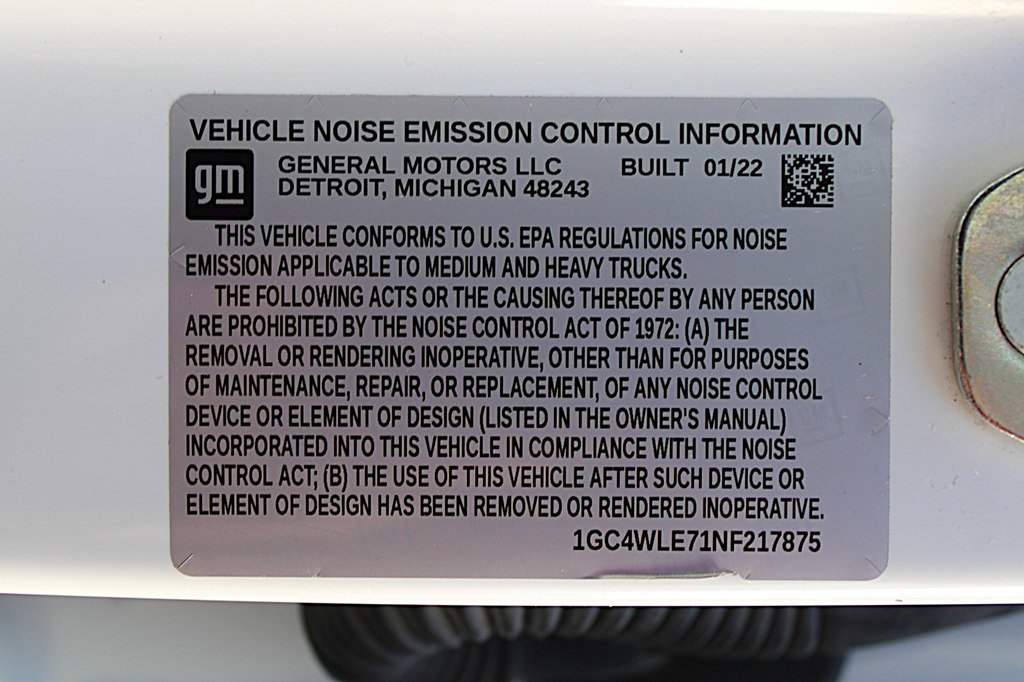 VEHICLE NOISE EMISSION CONTROL INFORMATION
gm
GENERAL MOTORS LLC BUILT 01/22
DETROIT, MICHIGAN 48243
THIS VEHICLE CONFORMS TO U.S. EPA REGULATIONS FOR NOISE
EMISSION APPLICABLE TO MEDIUM AND HEAVY TRUCKS.
THE FOLLOWING ACTS OR THE CAUSING THEREOF BY ANY PERSON
ARE PROHIBITED BY THE NOISE CONTROL ACT OF 1972: (A) THE
REMOVAL OR RENDERING INOPERATIVE, OTHER THAN FOR PURPOSES
OF MAINTENANCE, REPAIR, OR REPLACEMENT, OF ANY NOISE CONTROL
DEVICE OR ELEMENT OF DESIGN (LISTED IN THE OWNER'S MANUAL)
INCORPORATED INTO THIS VEHICLE IN COMPLIANCE WITH THE NOISE
CONTROL ACT; (B) THE USE OF THIS VEHICLE AFTER SUCH DEVICE OR
ELEMENT OF DESIGN HAS BEEN REMOVED OR RENDERED INOPERATIVE.
1GC4WLE71NF217875